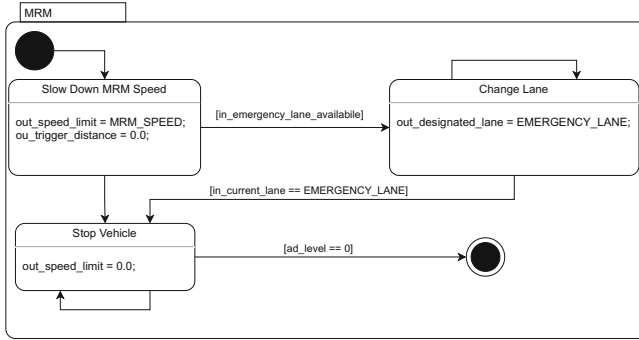 MRM
Slow Down MRM Speed
out_speed_limit = MRM_SPEED;
ou_trigger_distance = 0.0;
[in_emergency_lane_availabile]
Change Lane
out_designated_lane = EMERGENCY_LANE;
[in_current_lane == EMERGENCY_LANE]
Stop Vehicle
out_speed_limit = 0.0;
[ad_level == 0]